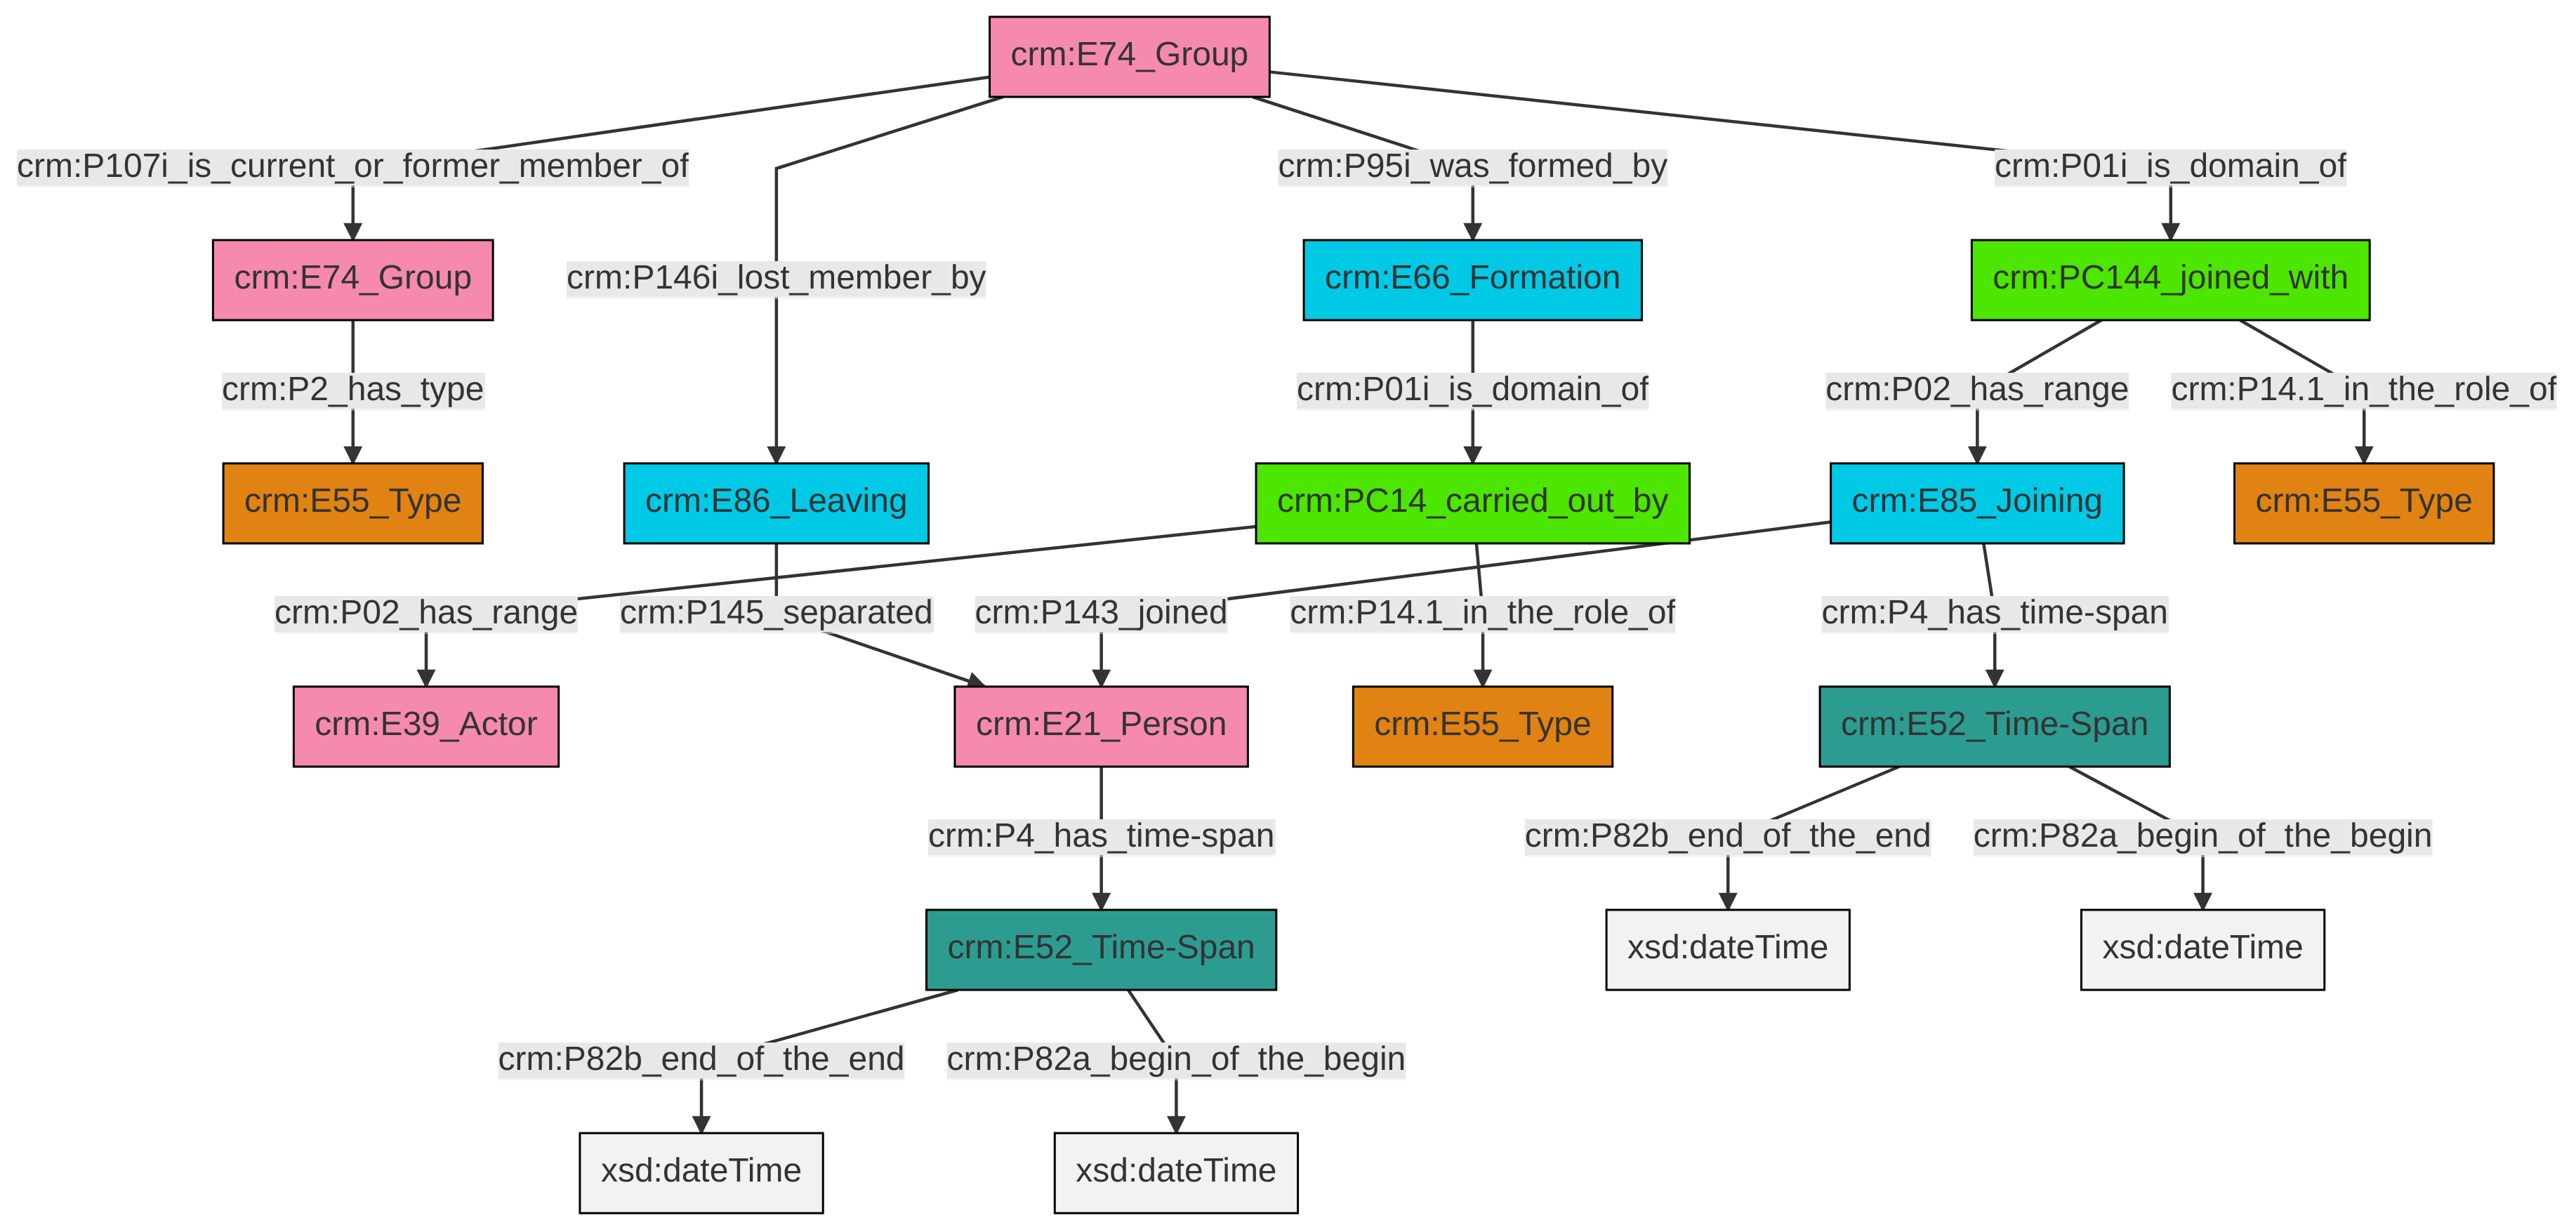 crm:E74_Group
crm:P107i_is_current_or_former_member_of
crm:P95i_was_formed_by
crm:P01i_is_domain_of
crm:E74_Group
crm:P146i_lost_member_by
crm:E66_Formation
crm:PC144_joined_with
crm:P2_has_type
crm:P01i_is_domain_of
crm:P02_has_range
crm:P14.1_in_the_role_of
crm:E55_Type
crm:E86_Leaving
crm:PC14_carried_out_by
crm:E85_Joining
crm:E55_Type
crm:P02_has_range
crm:P145_separated
crm:P143_joined
crm:P14.1_in_the_role_of
crm:P4_has_time-span
crm:E39_Actor
crm:E21_Person
crm:E55_Type
crm:E52_Time-Span
crm:P4_has_time-span
crm:P82b_end_of_the_end
crm:P82a_begin_of_the_begin
crm:E52_Time-Span
xsd:dateTime
xsd:dateTime
crm:P82b_end_of_the_end
crm:P82a_begin_of_the_begin
xsd:dateTime
xsd:dateTime